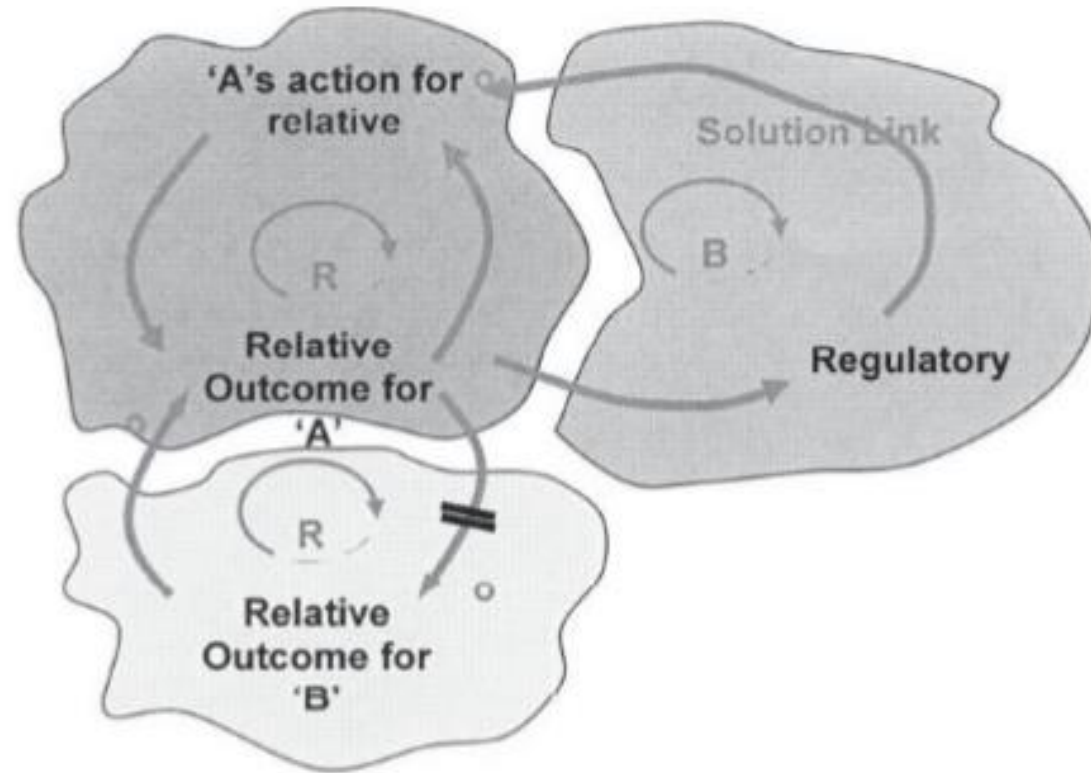 'A's action for
relative
o
Solution Link
R
B
Relative
Outcome for
'A'
Regulatory
o
R
o
Relative
Outcome for
'B'